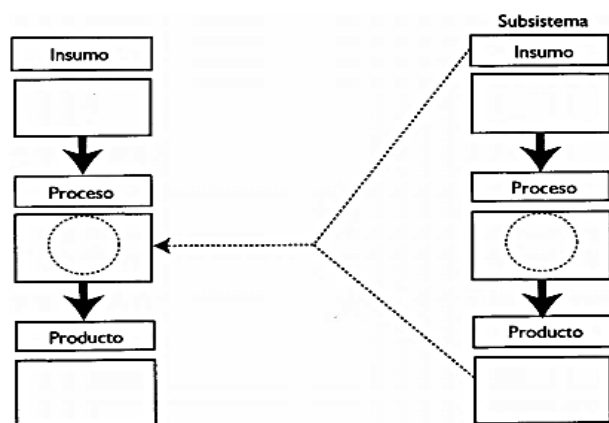 Insumo
Proceso
Producto
Subsistema
Insumo
Proceso
Producto